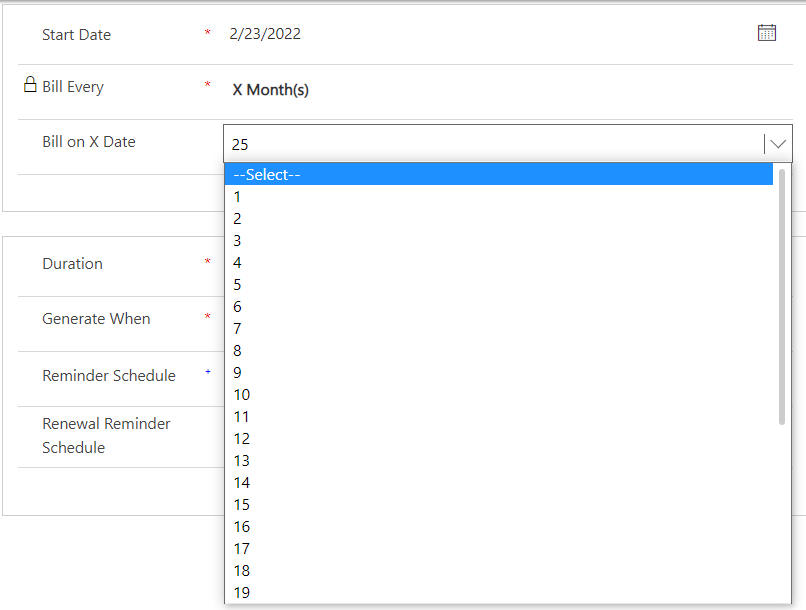 Start Date * 2/23/2022
Bill Every * X Month(s)
Bill on X Date 25
--Select--
1
2
3
4
5
6
7
8
9
10
11
12
13
14
15
16
17
18
19
Duration *
Generate When *
Reminder Schedule +
Renewal Reminder
Schedule